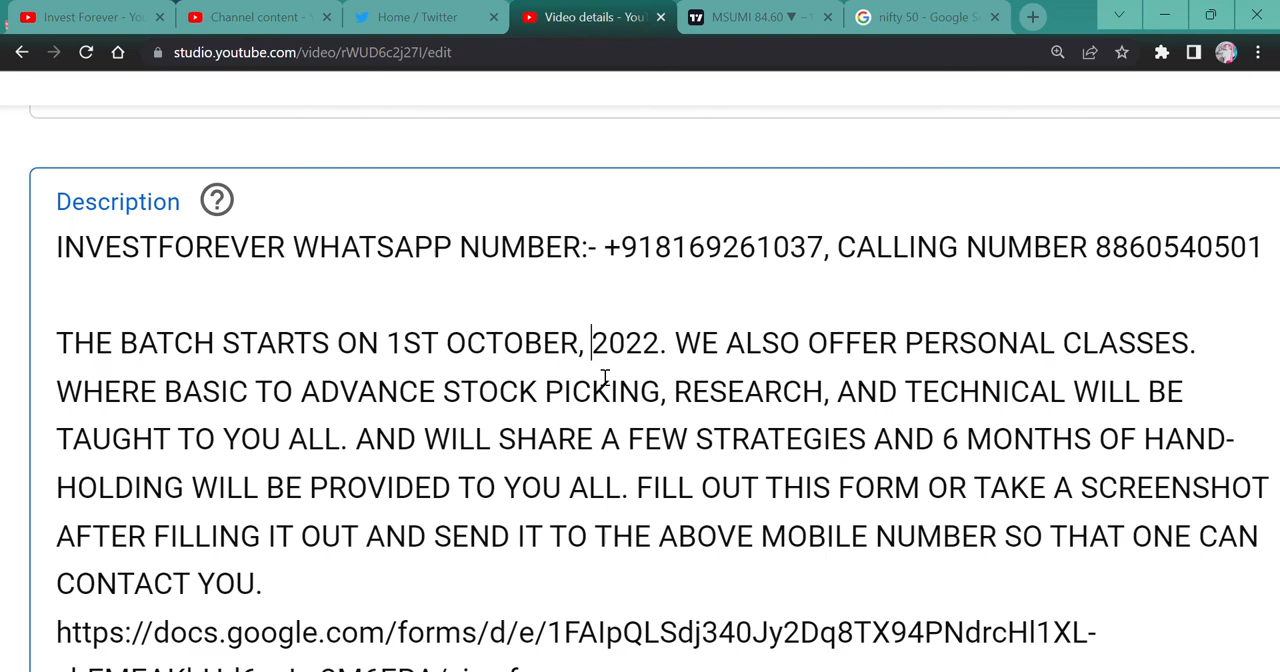 Invest Forever - You
Channel content - Y
Home / Twitter
Video details - You
MSUMI 84.60 ▼ −
nifty 50 - Google S
studio.youtube.com/video/rWUD6c2j27I/edit
Description
INVESTFOREVER WHATSAPP NUMBER:- +918169261037, CALLING NUMBER 8860540501
THE BATCH STARTS ON 1ST OCTOBER, 2022. WE ALSO OFFER PERSONAL CLASSES.
WHERE BASIC TO ADVANCE STOCK PICKING, RESEARCH, AND TECHNICAL WILL BE
TAUGHT TO YOU ALL. AND WILL SHARE A FEW STRATEGIES AND 6 MONTHS OF HAND-
HOLDING WILL BE PROVIDED TO YOU ALL. FILL OUT THIS FORM OR TAKE A SCREENSHOT
AFTER FILLING IT OUT AND SEND IT TO THE ABOVE MOBILE NUMBER SO THAT ONE CAN
CONTACT YOU.
https://docs.google.com/forms/d/e/1FAIpQLSdj340Jy2Dq8TX94PNdrcHl1XL-